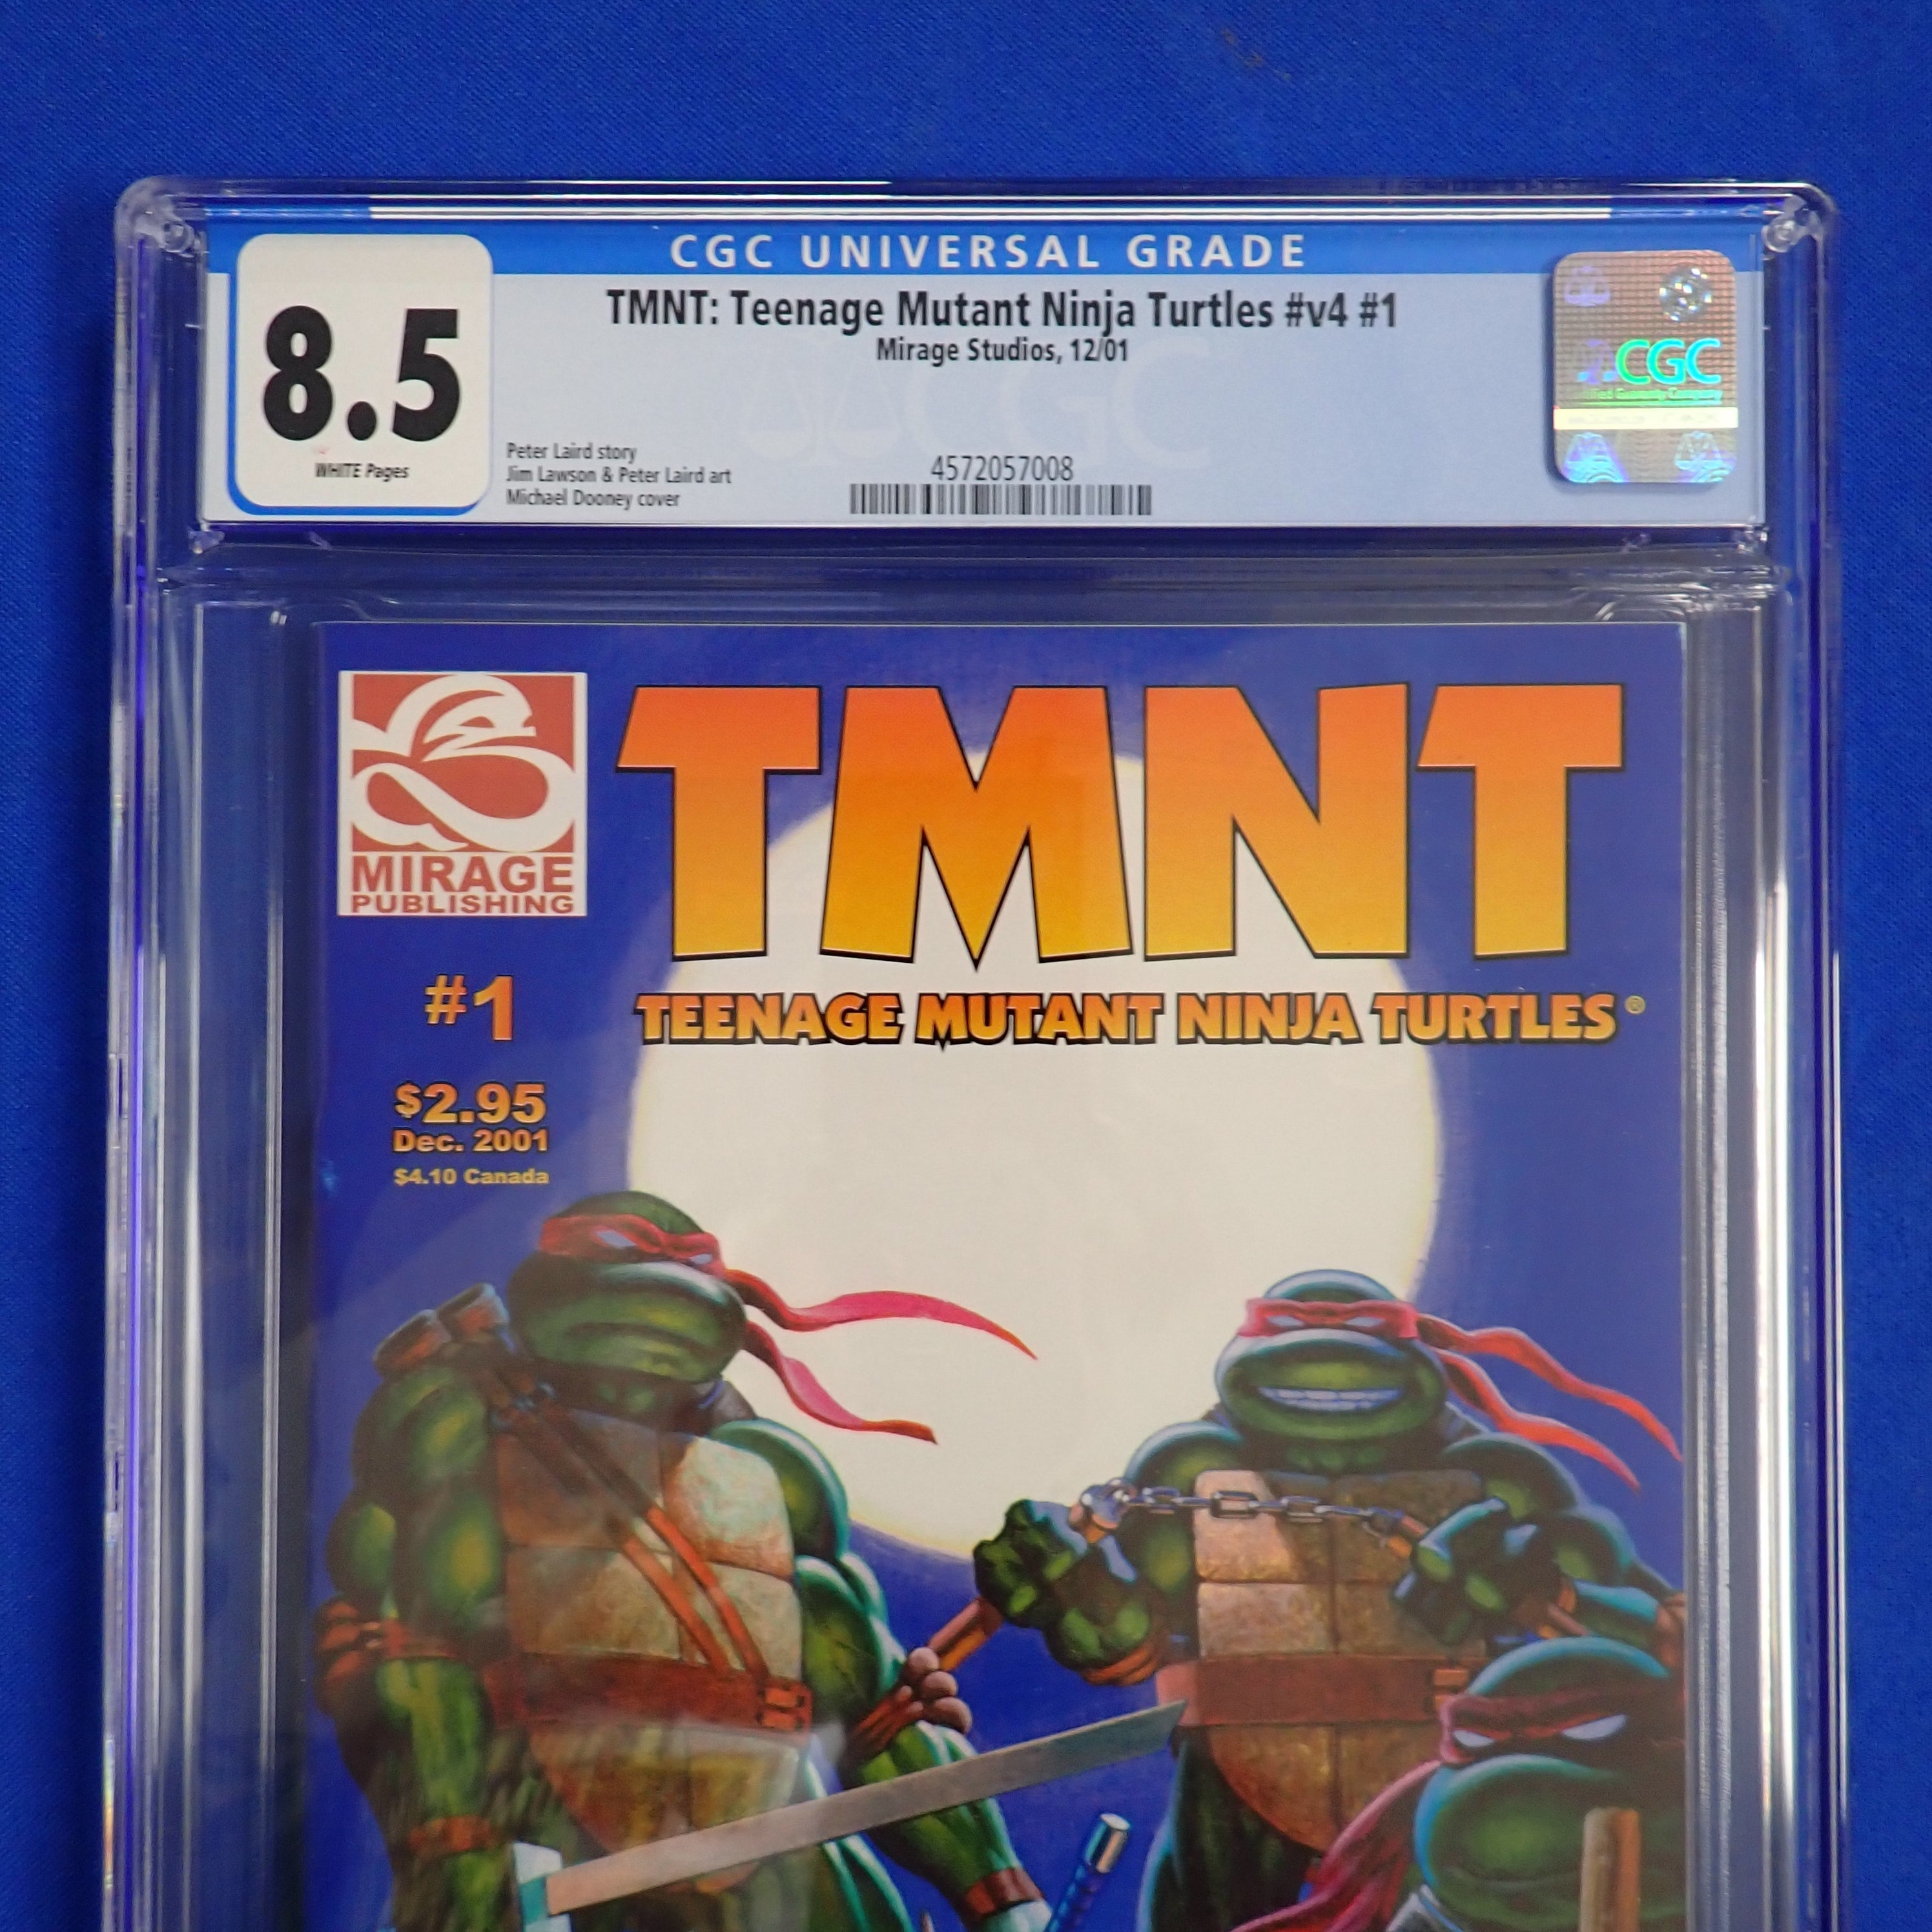 CGC UNIVERSAL GRADE
8.5
WHITE Pages
TMNT: Teenage Mutant Ninja Turtles #v4 #1
Mirage Studios, 12/01
Peter Laird story
Jim Lawson & Peter Laird art
Michael Dooney cover
4572057008
CGC
CGC
MIRAGE
PUBLISHING
TMNT
TEENAGE MUTANT NINJA TURTLES®
#1
$2.95
Dec. 2001
$4.10 Canada